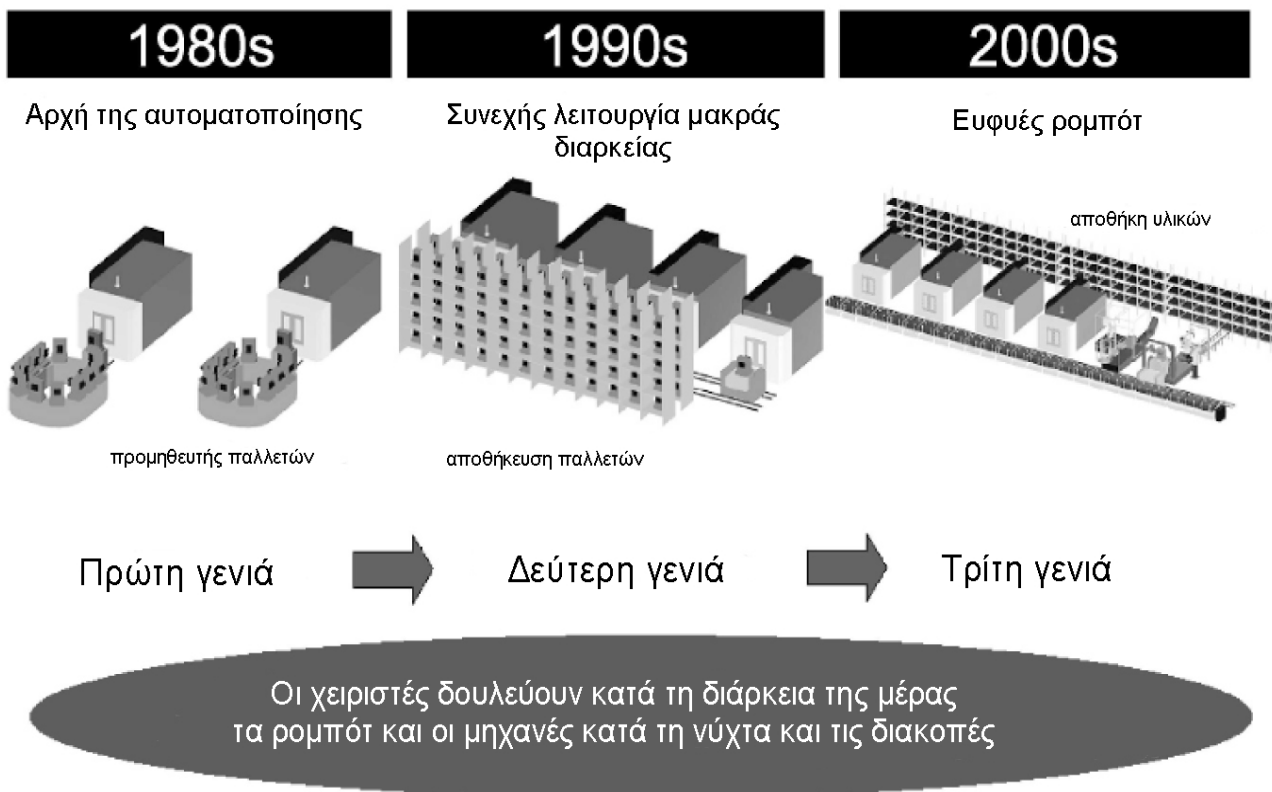 1980s
1990s
2000s
Αρχή της αυτοματοποίησης
Συνεχής λειτουργία μακράς
διαρκείας
Ευφυές ρομπότ
αποθήκη υλικών
προμηθευτής παλλετών
αποθήκευση παλλετών
Πρώτη γενιά
Δεύτερη γενιά
Τρίτη γενιά
Οι χειριστές δουλεύουν κατά τη διάρκεια της μέρας
τα ρομπότ και οι μηχανές κατά τη νύχτα και τις διακοπές